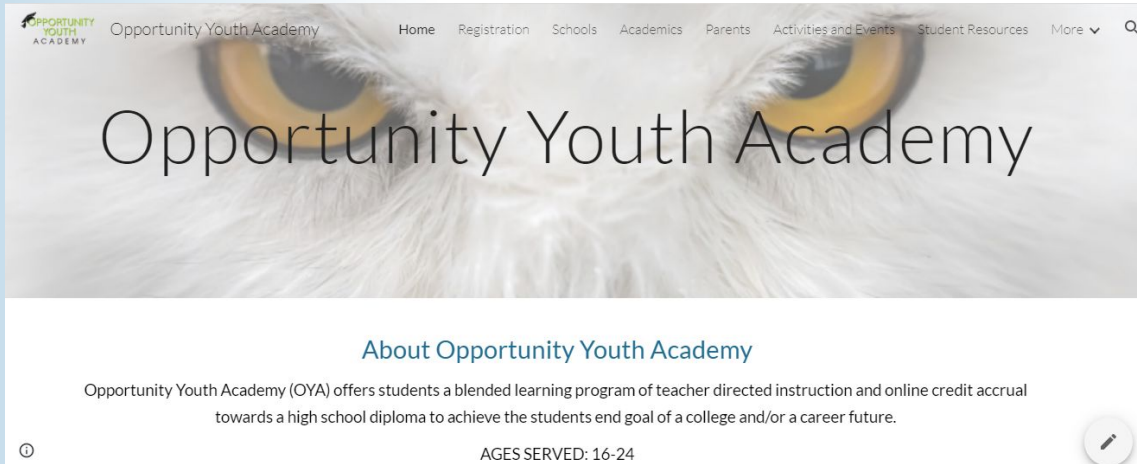 OPPORTUNITY
YOUTH
ACADEMY
Opportunity Youth Academy
Home Registration Schools Academics Parents Activities and Events Student Resources More
Opportunity Youth Academy
About Opportunity Youth Academy
Opportunity Youth Academy (OYA) offers students a blended learning program of teacher directed instruction and online credit accrual
towards a high school diploma to achieve the students end goal of a college and/or a career future.
AGES SERVED: 16-24